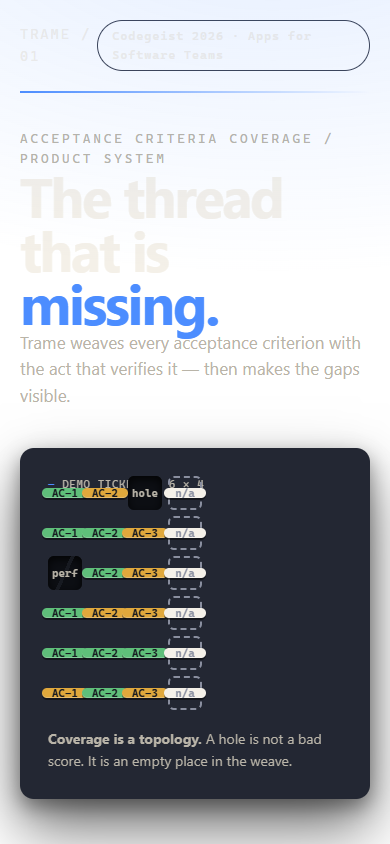 TRAME /
01
Codegoist 2026 · Apps for
Software Teams
ACCEPTANCE CRITERIA COVERAGE /
PRODUCT SYSTEM
The thread
that is
missing.
Trame weaves every acceptance criterion with
the act that verifies it — then makes the gaps
visible.
— DEMO TICK 6 × 4
AC-1 AC-2 hole n/a
AC-1 AC-2 AC-3 n/a
perf AC-2 AC-3 n/a
AC-1 AC-2 AC-3 n/a
AC-1 AC-2 AC-3 n/a
AC-1 AC-2 AC-3 n/a
Coverage is a topology. A hole is not a bad
score. It is an empty place in the weave.